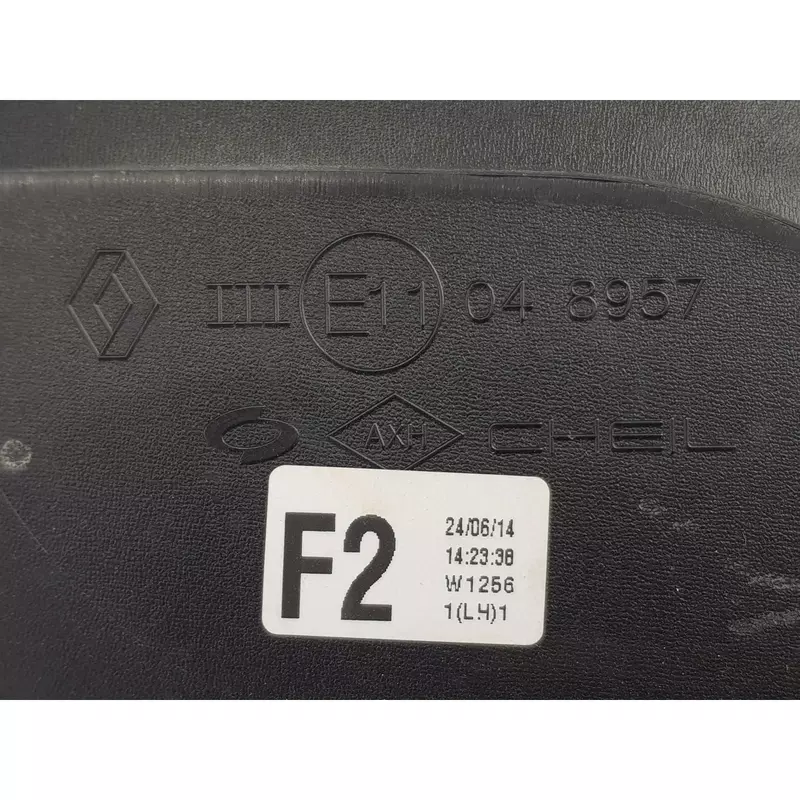 III E11 04 8957
AXH CHEIL
F2
24/06/14
14:23:38
W1256
1(LH)1